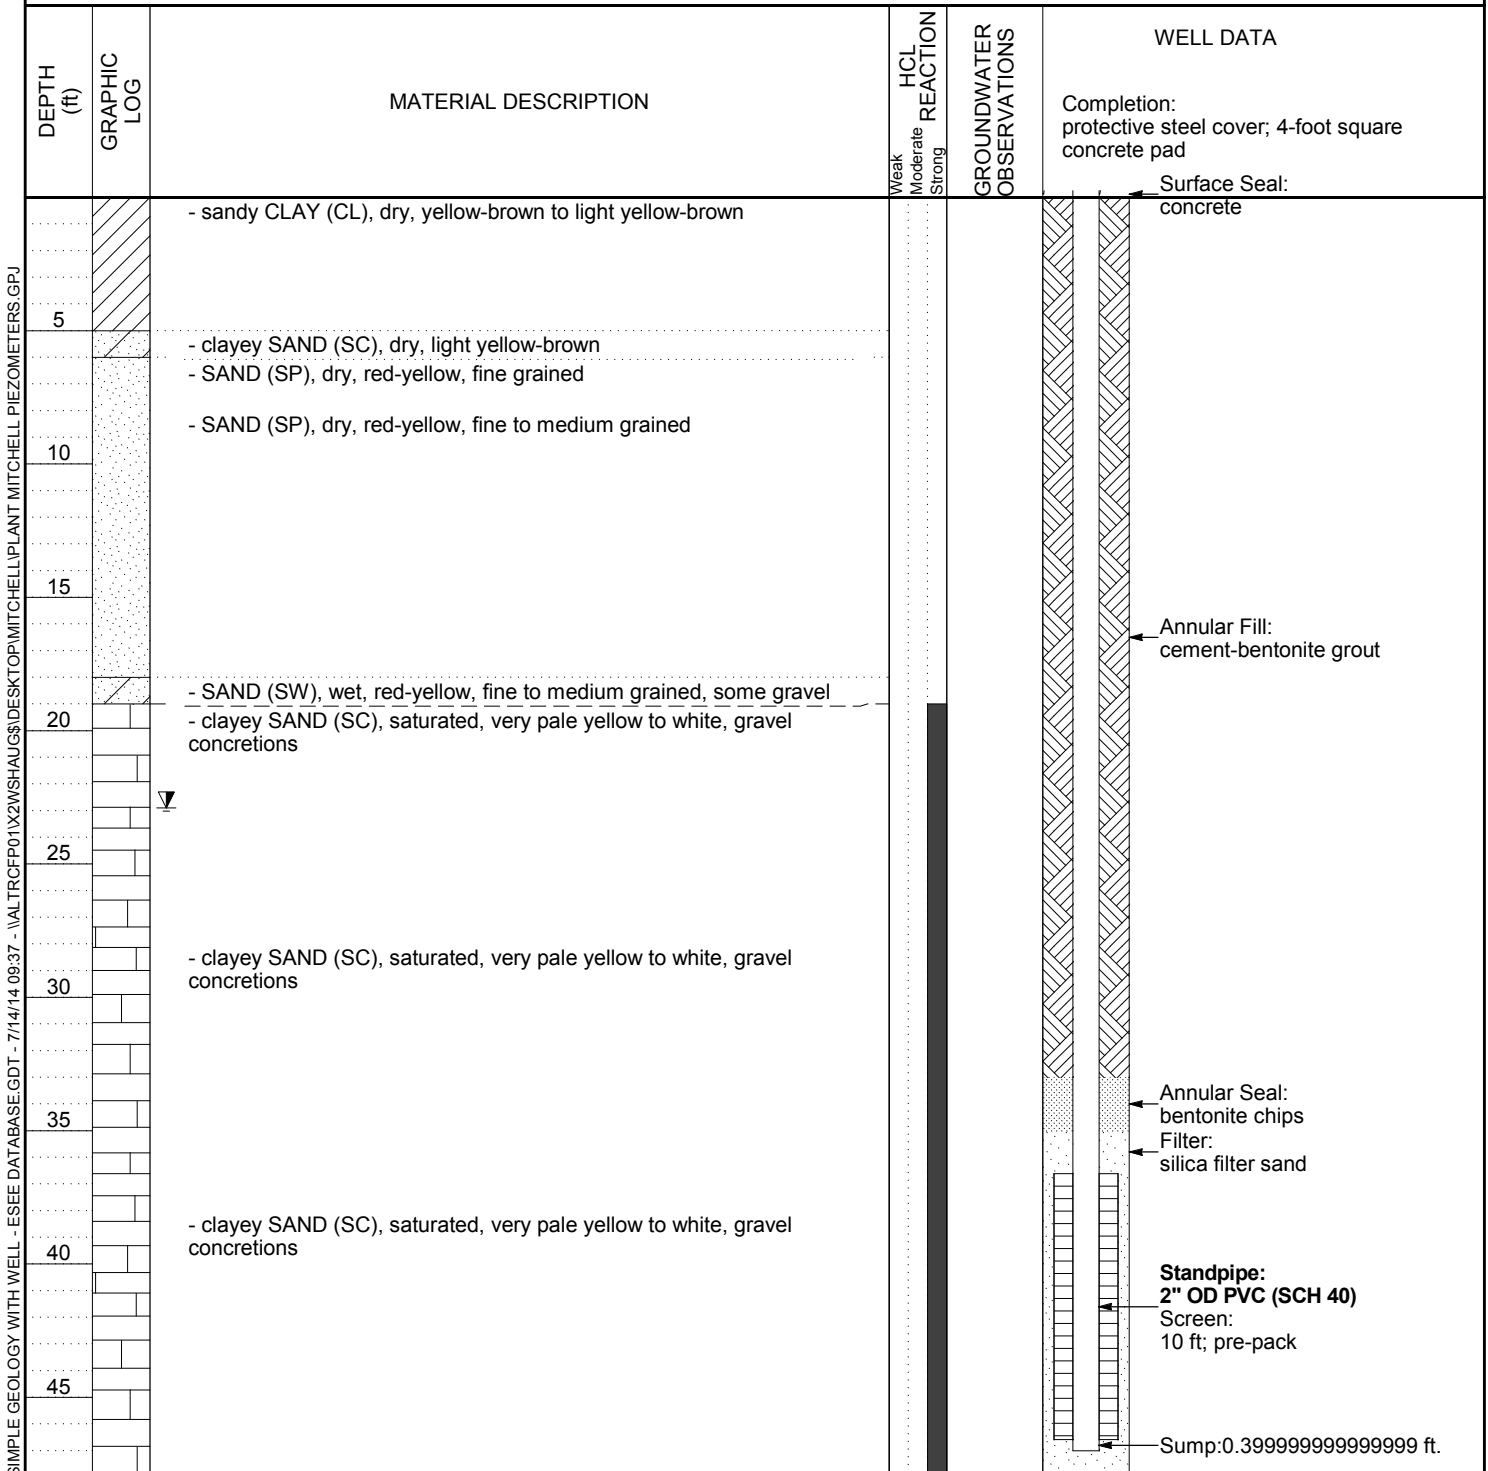 DEPTH
(ft)
GRAPHIC
LOG
MATERIAL DESCRIPTION
HCL
REACTION
Weak
Moderate
Strong
GROUNDWATER
OBSERVATIONS
WELL DATA
Completion:
protective steel cover; 4-foot square
concrete pad
Surface Seal:
concrete
- sandy CLAY (CL), dry, yellow-brown to light yellow-brown
5
- clayey SAND (SC), dry, light yellow-brown
- SAND (SP), dry, red-yellow, fine grained
- SAND (SP), dry, red-yellow, fine to medium grained
10
15
Annular Fill:
cement-bentonite grout
- SAND (SW), wet, red-yellow, fine to medium grained, some gravel
20
- clayey SAND (SC), saturated, very pale yellow to white, gravel
concretions
25
- clayey SAND (SC), saturated, very pale yellow to white, gravel
concretions
30
Annular Seal:
bentonite chips
35
Filter:
silica filter sand
- clayey SAND (SC), saturated, very pale yellow to white, gravel
concretions
40
Standpipe:
2" OD PVC (SCH 40)
Screen:
10 ft; pre-pack
45
Sump:0.399999999999999 ft.
SIMPLE GEOLOGY WITH WELL - ESEE DATABASE.GDT - 7/14/14 09:37 - \\ALTRCFP01\X2WSHAUG$\DESKTOP\MITCHELL\PLANT MITCHELL PIEZOMETERS.GPJ